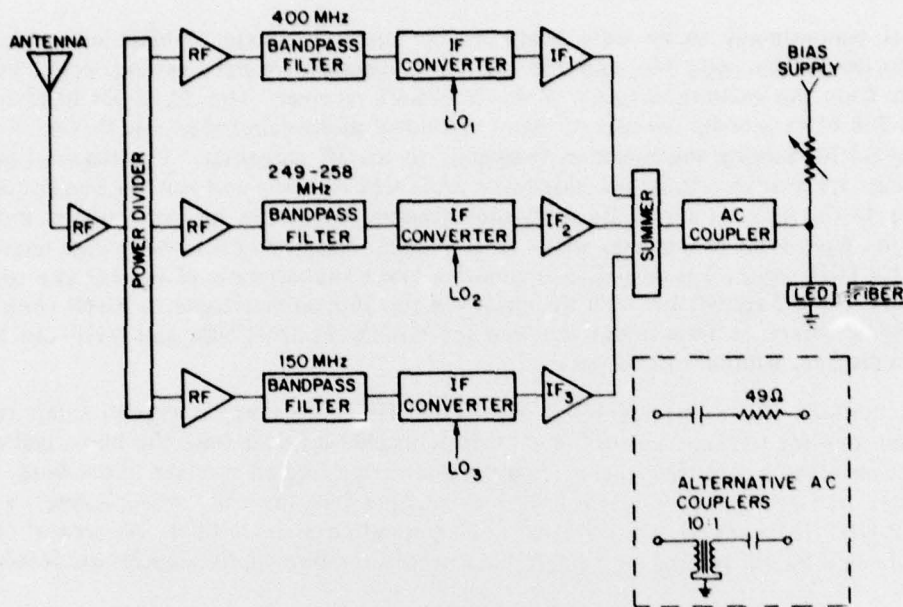 ANTENNA
RF
POWER DIVIDER
400 MHz
RF
BANDPASS
FILTER
IF
CONVERTER
IF1
LO1
249-258
MHz
RF
BANDPASS
FILTER
IF
CONVERTER
IF2
LO2
150 MHz
RF
BANDPASS
FILTER
IF
CONVERTER
IF3
LO3
SUMMER
AC
COUPLER
BIAS
SUPPLY
LED
FIBER
49Ω
ALTERNATIVE AC
COUPLERS
10:1